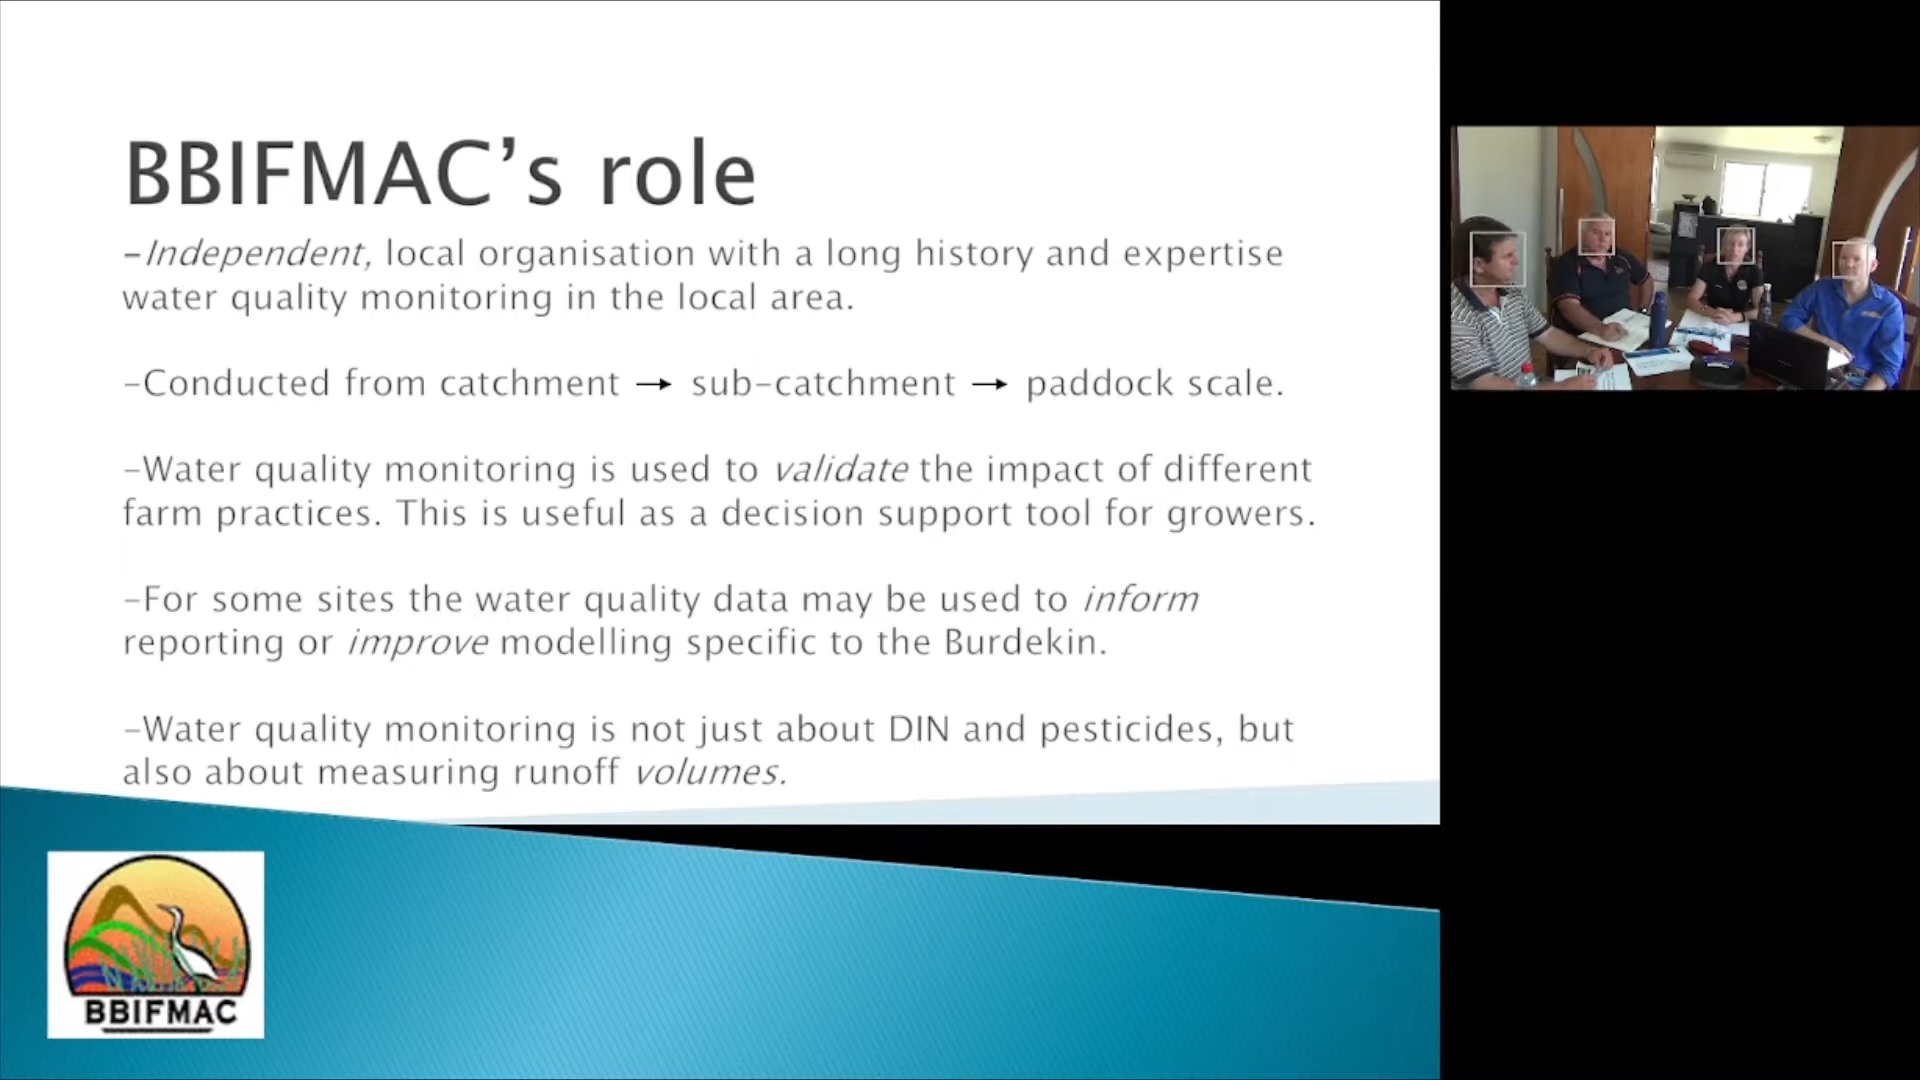 BBIFMAC's role
-Independent, local organisation with a long history and expertise
water quality monitoring in the local area.
-Conducted from catchment → sub-catchment → paddock scale.
-Water quality monitoring is used to validate the impact of different
farm practices. This is useful as a decision support tool for growers.
-For some sites the water quality data may be used to inform
reporting or improve modelling specific to the Burdekin.
-Water quality monitoring is not just about DIN and pesticides, but
also about measuring runoff volumes.
BBIFMAC